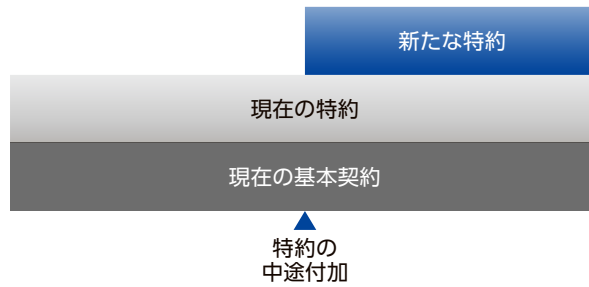 新たな特約
現在の特約
現在の基本契約
特約の
中途付加